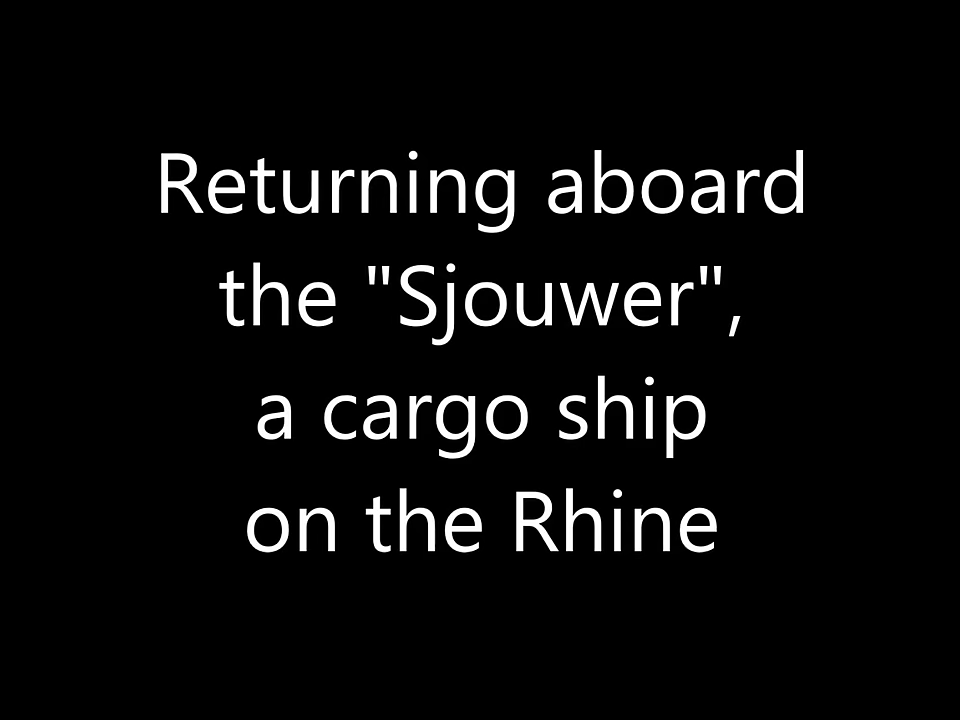 Returning aboard
the "Sjouwer",
a cargo ship
on the Rhine